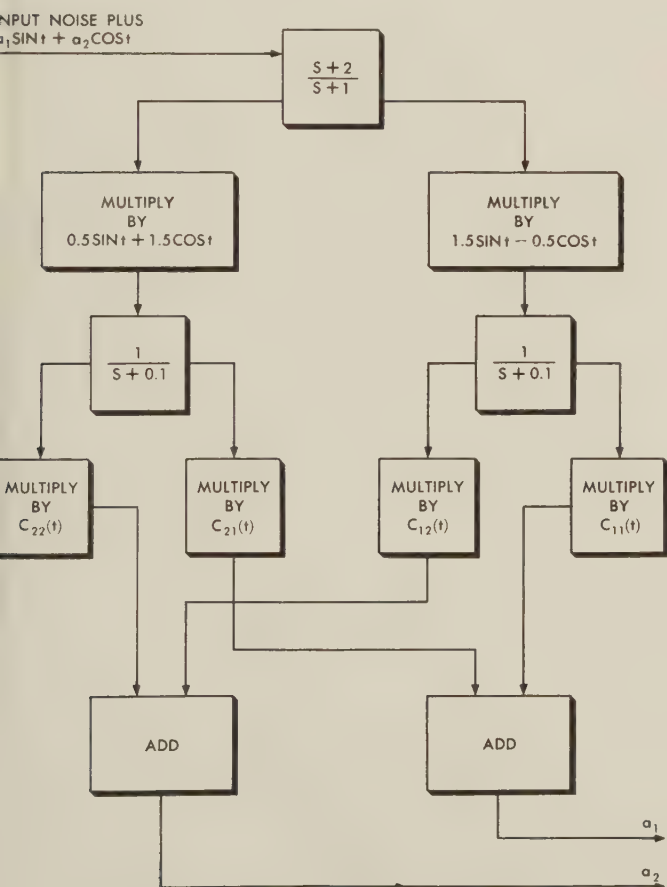 NPUT NOISE PLUS
a₁SINt + a₂COSt
S + 2
S + 1
MULTIPLY
BY
0.5SINt + 1.5COSt
MULTIPLY
BY
1.5SINt - 0.5COSt
1
S + 0.1
1
S + 0.1
MULTIPLY
BY
C₂₂(t)
MULTIPLY
BY
C₂₁(t)
MULTIPLY
BY
C₁₂(t)
MULTIPLY
BY
C₁₁(t)
ADD
ADD
a₁
a₂